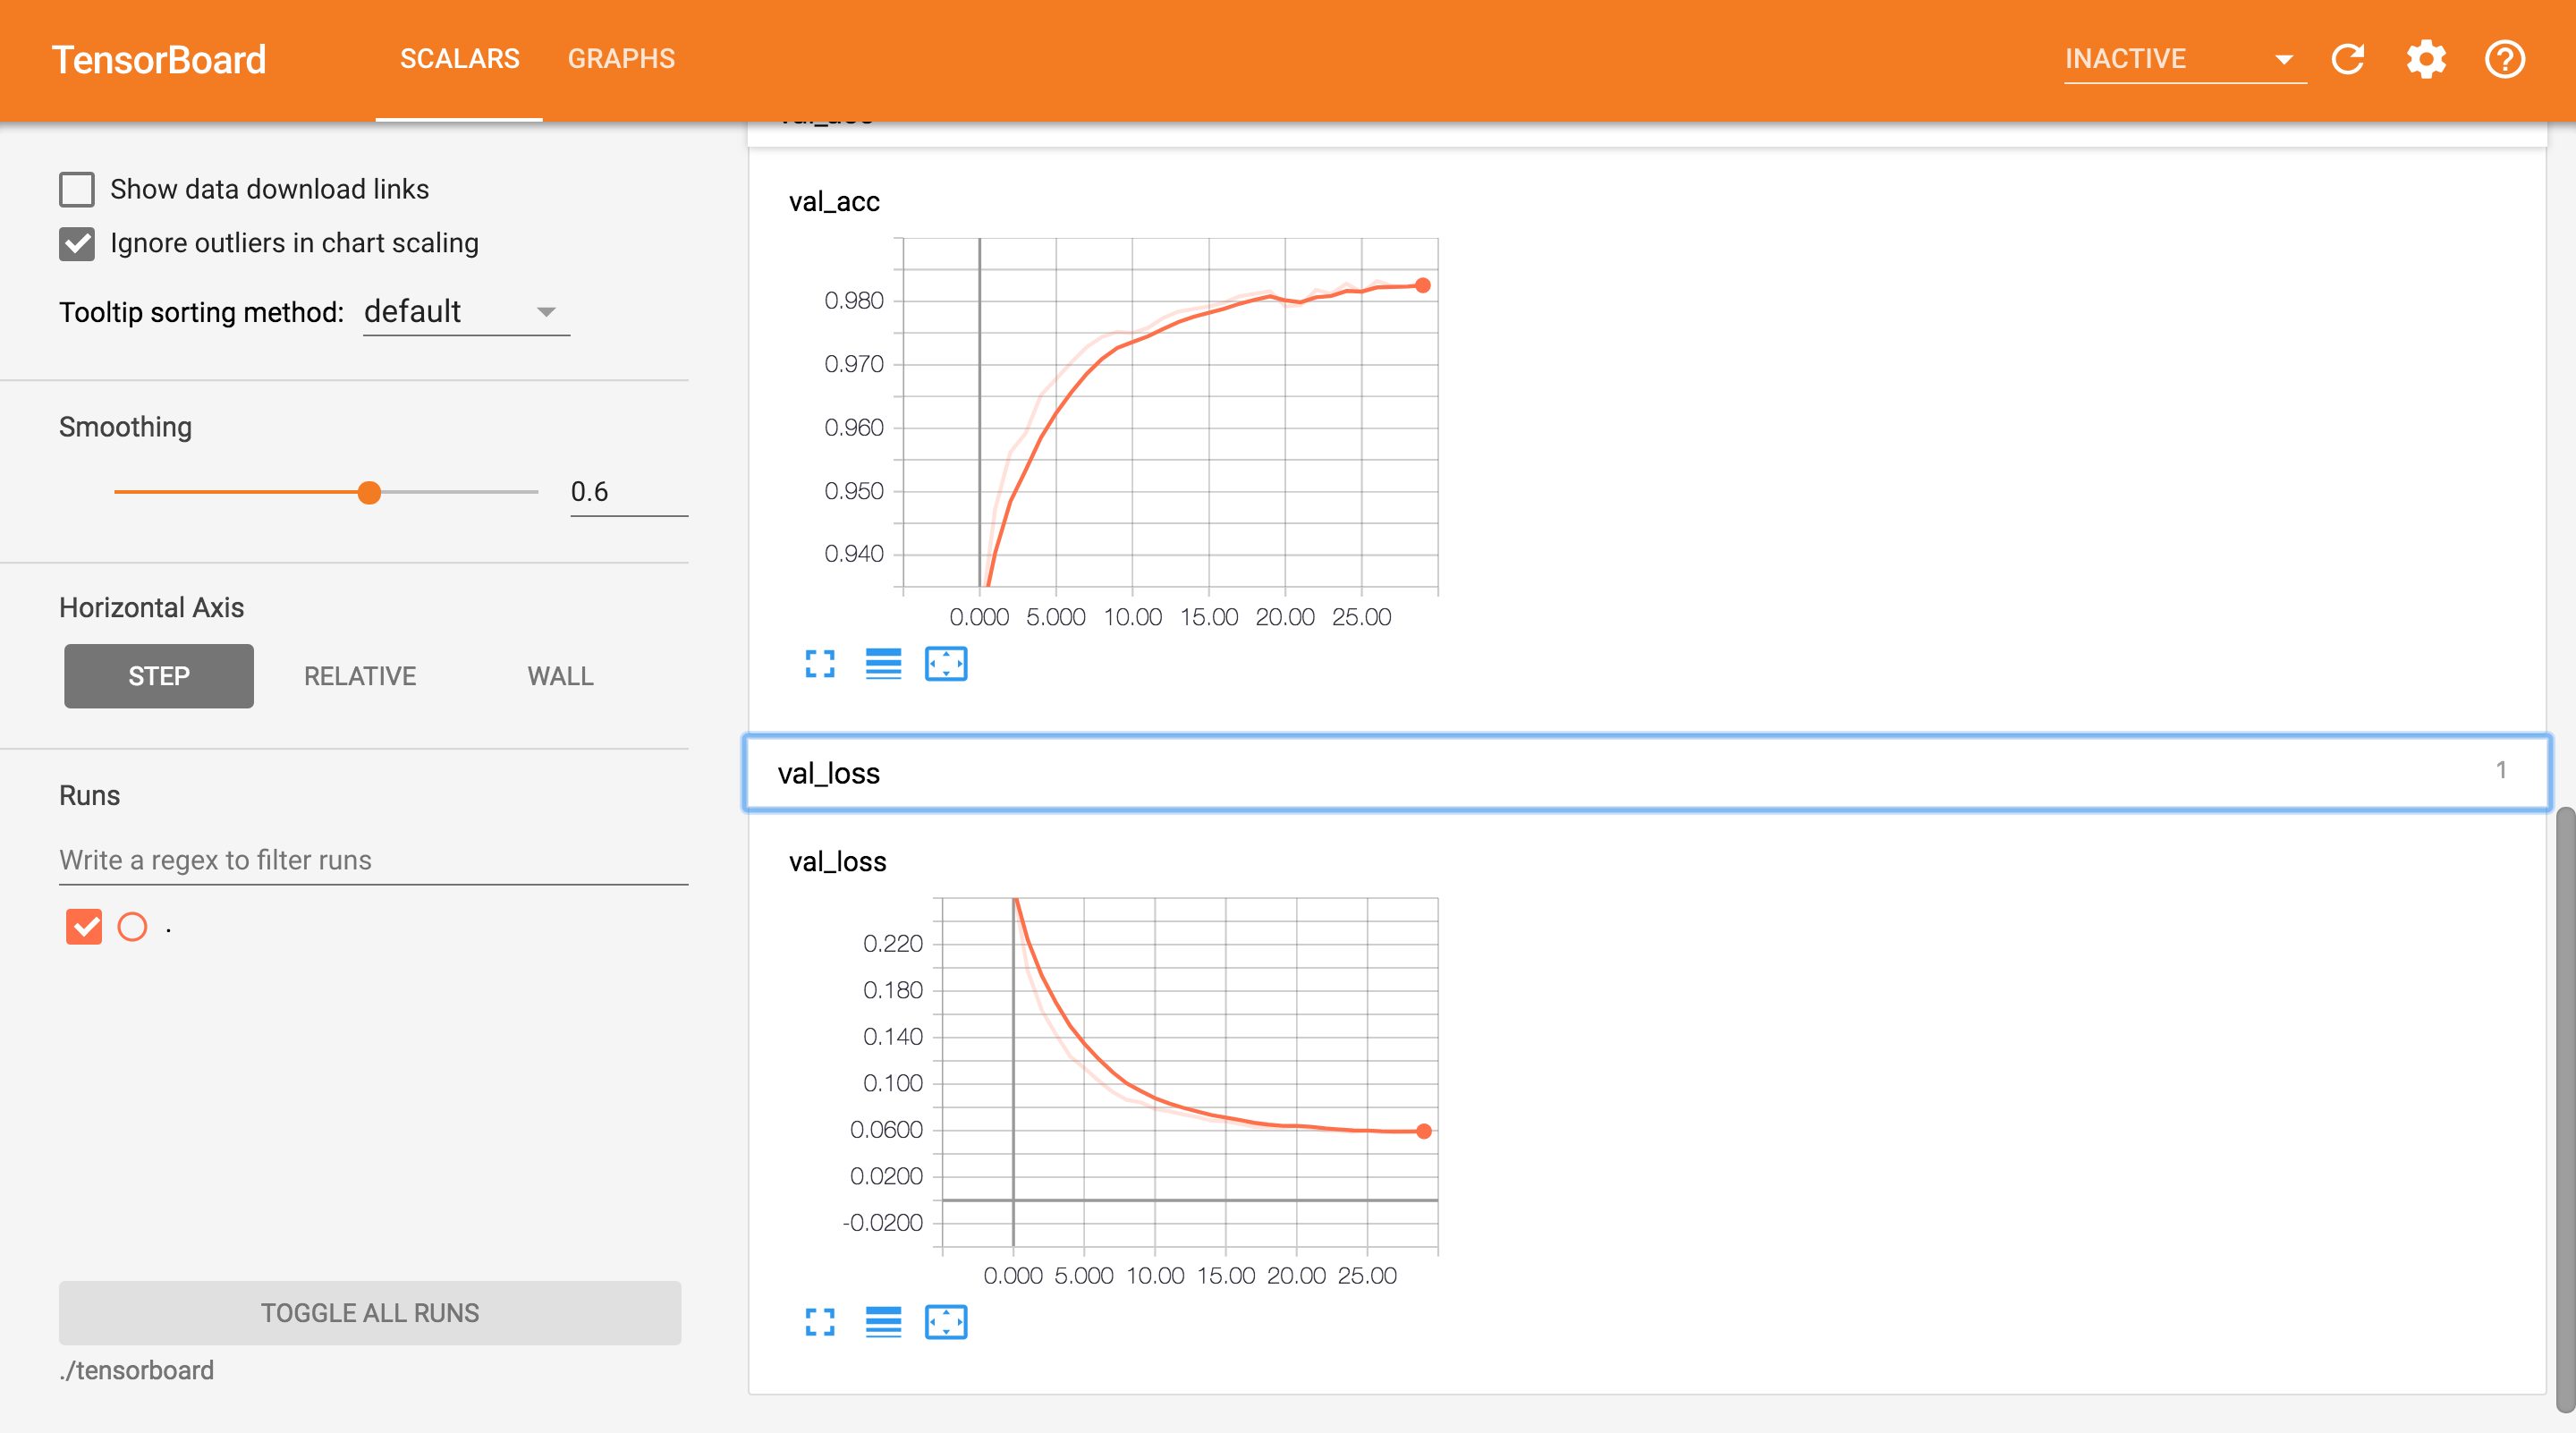 TensorBoard SCALARS GRAPHS INACTIVE
Show data download links
Ignore outliers in chart scaling
Tooltip sorting method: default
Smoothing
0.6
Horizontal Axis
STEP RELATIVE WALL
Runs
Write a regex to filter runs
.
TOGGLE ALL RUNS
./tensorboard
val_acc
0.980
0.970
0.960
0.950
0.940
0.000 5.000 10.00 15.00 20.00 25.00
val_loss 1
val_loss
0.220
0.180
0.140
0.100
0.0600
0.0200
-0.0200
0.000 5.000 10.00 15.00 20.00 25.00